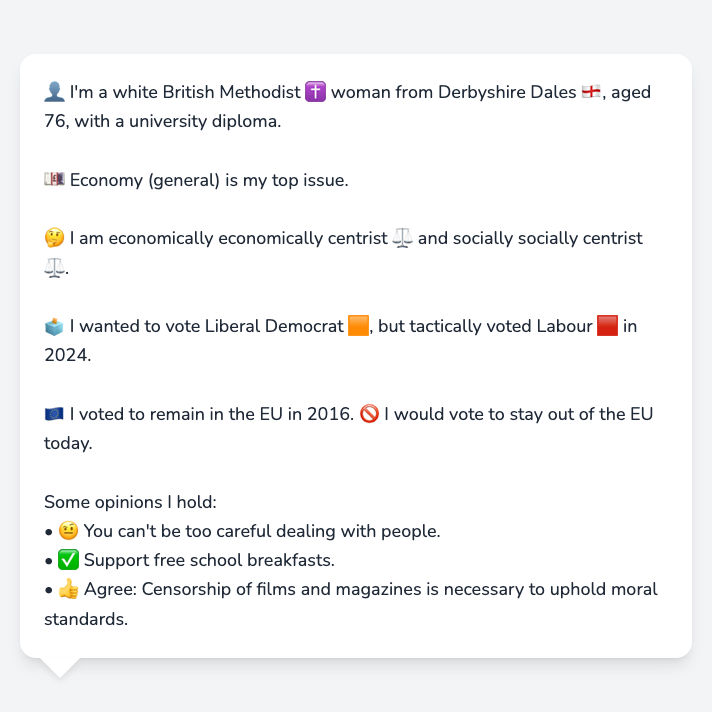 👤 I'm a white British Methodist ✝️ woman from Derbyshire Dales 🏴󠁧󠁢󠁥󠁮󠁧󠁿, aged
76, with a university diploma.
💷 Economy (general) is my top issue.
🤔 I am economically economically centrist ⚖️ and socially socially centrist
⚖️.
🗳️ I wanted to vote Liberal Democrat 🟧, but tactically voted Labour 🟥 in
2024.
🇪🇺 I voted to remain in the EU in 2016. 🚫 I would vote to stay out of the EU
today.
Some opinions I hold:
• 🤨 You can't be too careful dealing with people.
• ✅ Support free school breakfasts.
• 👍 Agree: Censorship of films and magazines is necessary to uphold moral
standards.